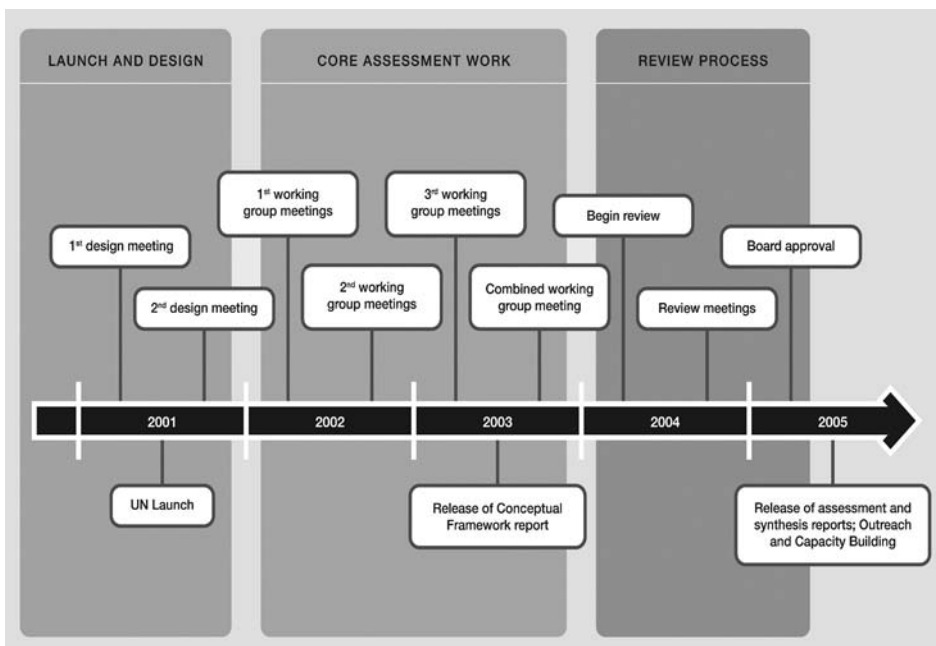 LAUNCH AND DESIGN
CORE ASSESSMENT WORK
REVIEW PROCESS
1st working
group meetings
3rd working
group meetings
Begin review
1st design meeting
Board approval
2nd design meeting
2nd working
group meetings
Combined working
group meeting
Review meetings
2001
2002
2003
2004
2005
UN Launch
Release of Conceptual
Framework report
Release of assessment and
synthesis reports; Outreach
and Capacity Building